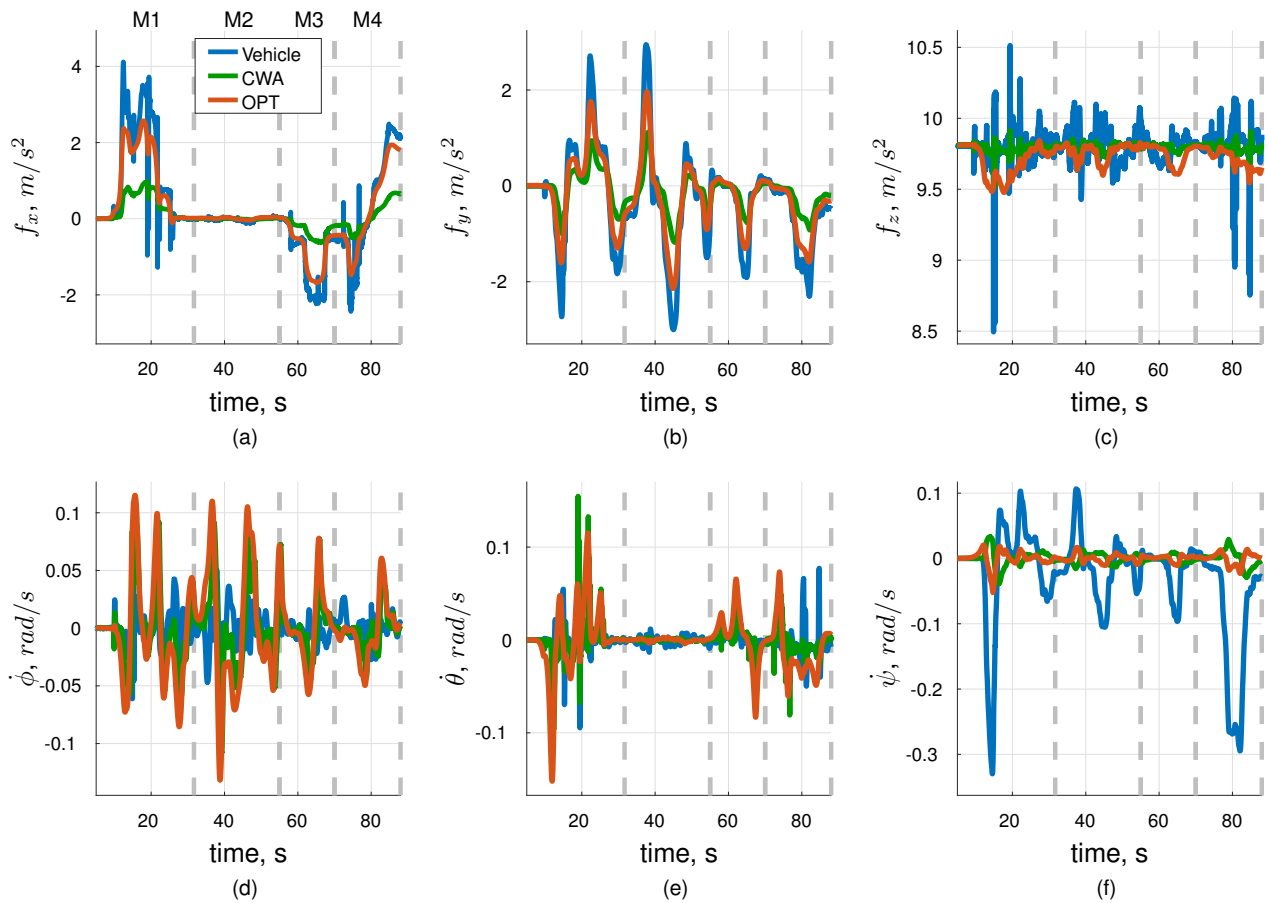 M1 M2 M3 M4
Vehicle
CWA
OPT
4
2
0
-2
20 40 60 80
f_x, m/s^2
time, s
(a)
2
0
-2
20 40 60 80
f_y, m/s^2
time, s
(b)
10.5
10
9.5
9
8.5
20 40 60 80
f_z, m/s^2
time, s
(c)
0.1
0.05
0
-0.05
-0.1
20 40 60 80
ϕ̇, rad/s
time, s
(d)
0.1
0
-0.1
20 40 60 80
θ̇, rad/s
time, s
(e)
0.1
0
-0.1
-0.2
-0.3
20 40 60 80
ψ̇, rad/s
time, s
(f)